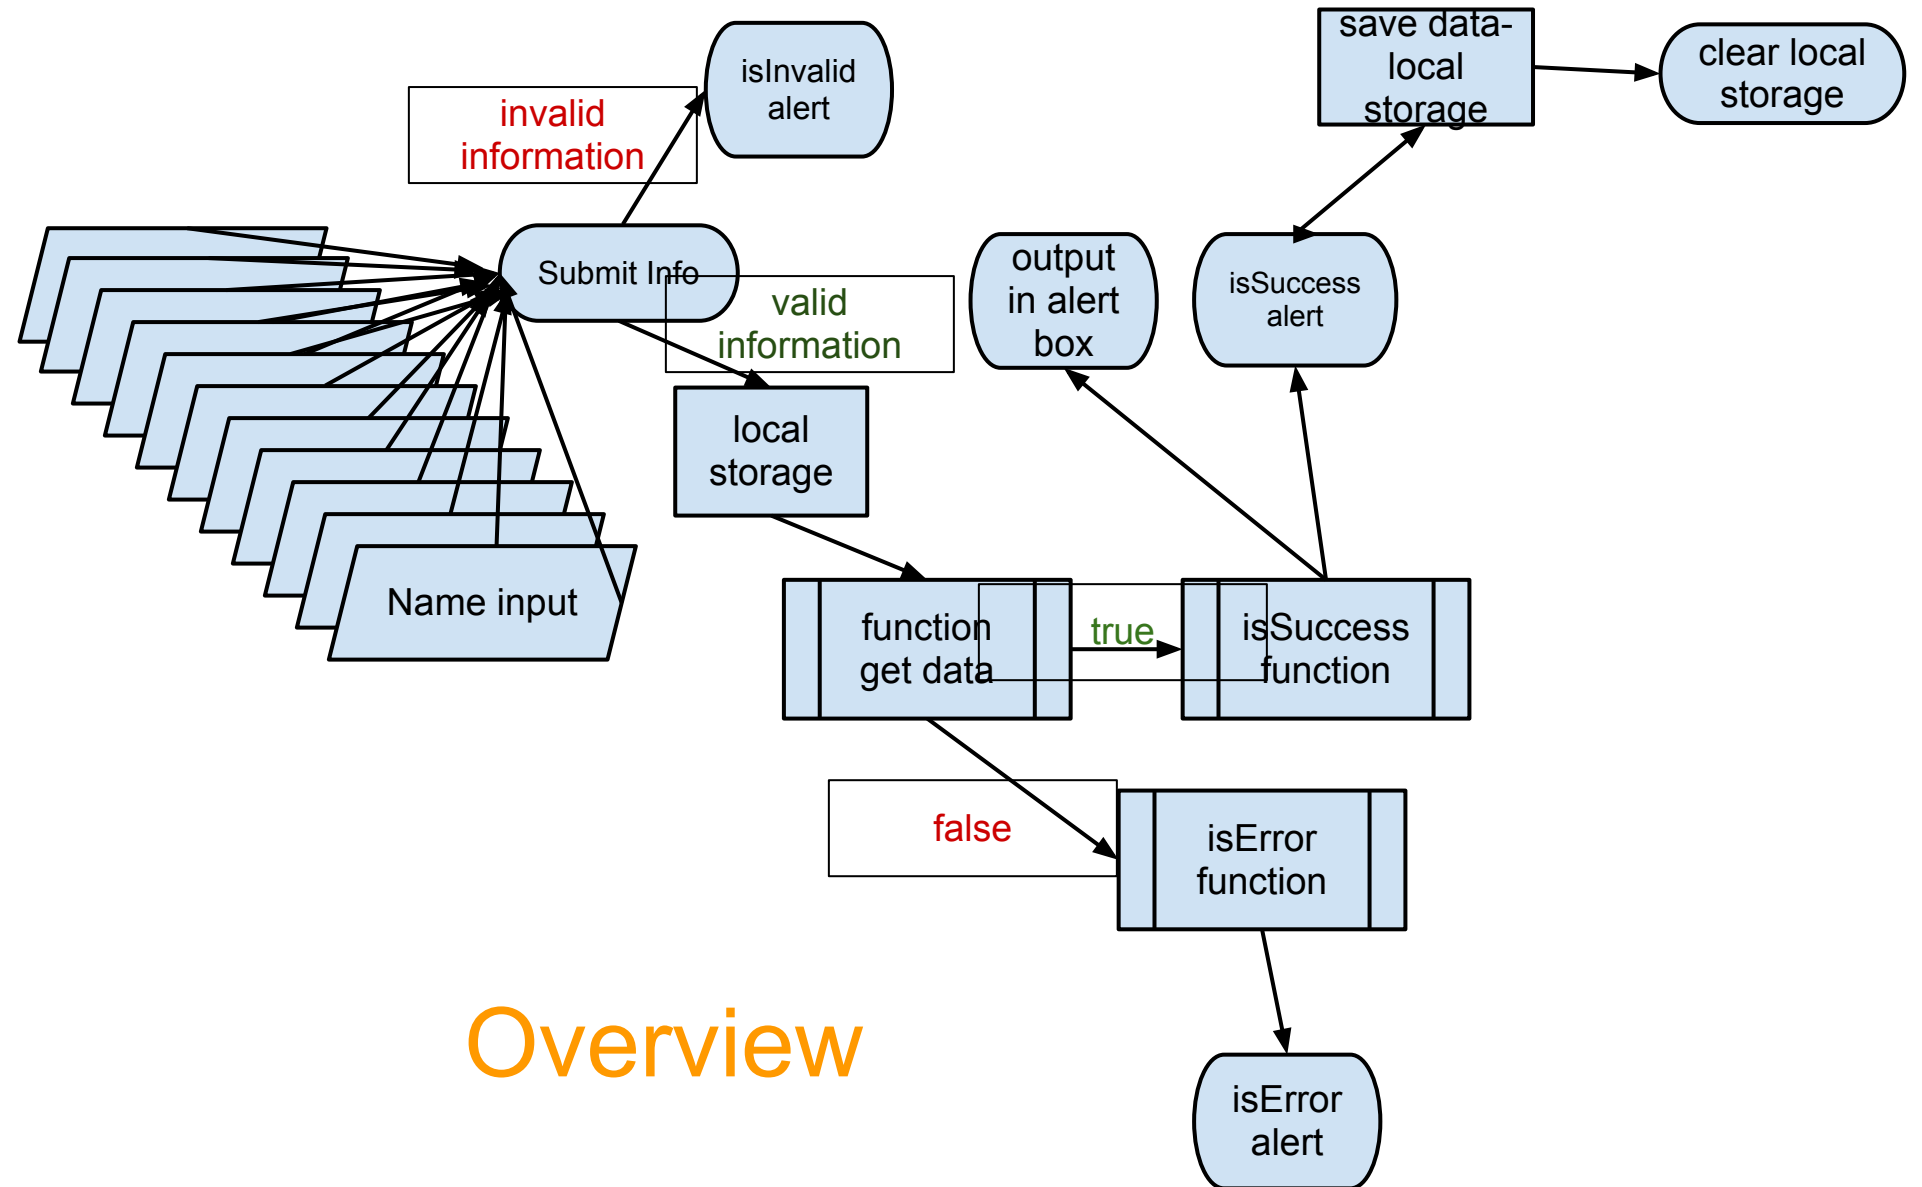 save data-
local
storage
clear local
storage
isInvalid
alert
invalid
information
Submit Info
valid
information
output
in alert
box
isSuccess
alert
local
storage
Name input
function
get data
true
isSuccess
function
false
isError
function
Overview
isError
alert